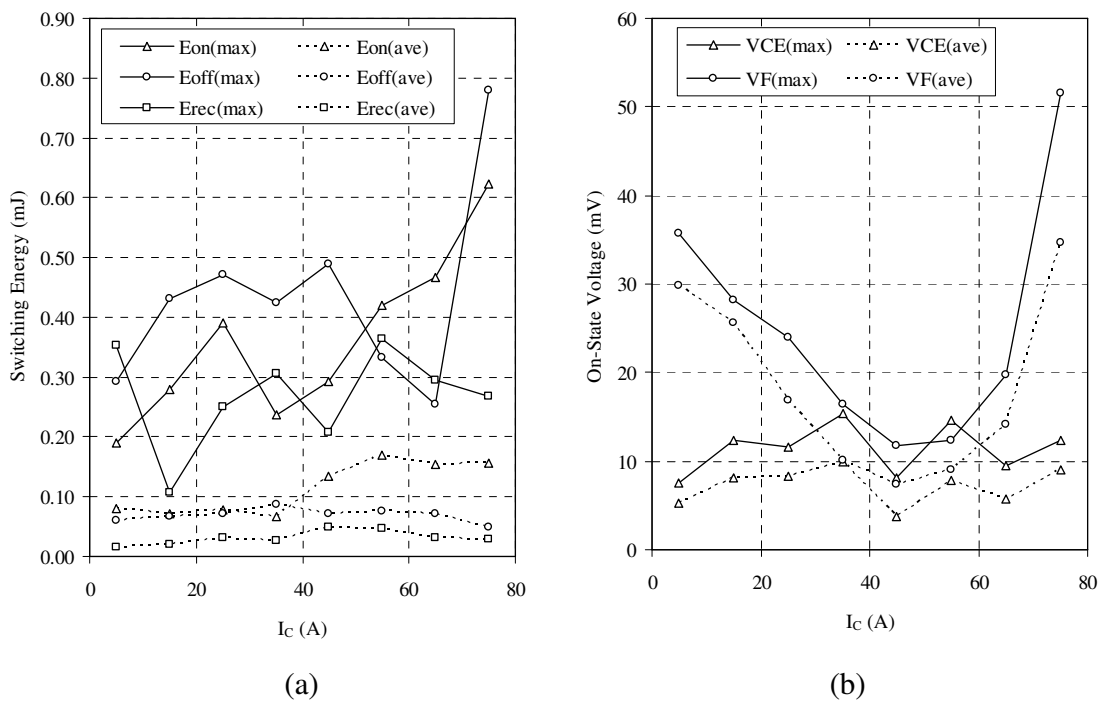 0.90
0.80
0.70
0.60
0.50
0.40
0.30
0.20
0.10
0.00
Switching Energy (mJ)
Eon(max) Eon(ave)
Eoff(max) Eoff(ave)
Erec(max) Erec(ave)
0 20 40 60 80
I_C (A)
(a)
60
50
40
30
20
10
0
On-State Voltage (mV)
VCE(max) VCE(ave)
VF(max) VF(ave)
0 20 40 60 80
I_C (A)
(b)